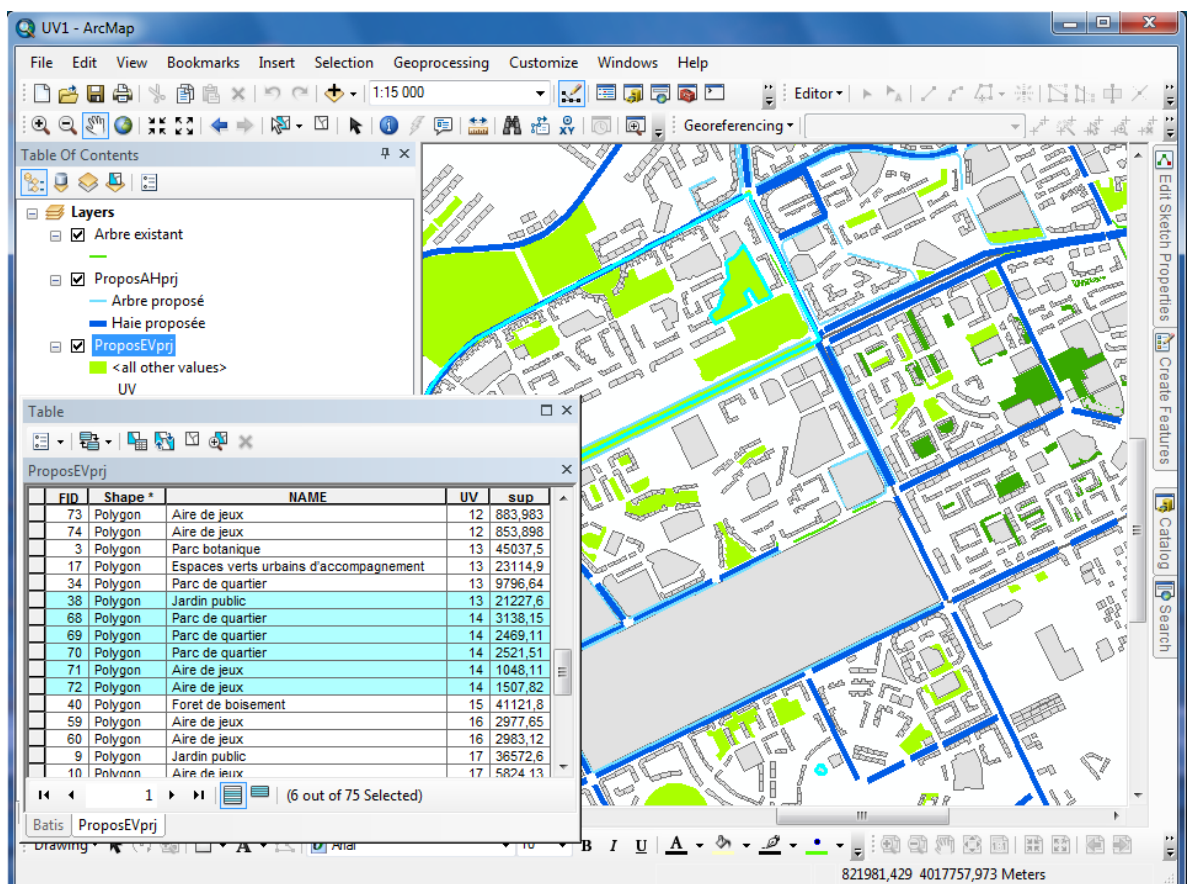 UV1 - ArcMap
File Edit View Bookmarks Insert Selection Geoprocessing Customize Windows Help
1:15 000
Editor
Georeferencing
Table Of Contents
Layers
Arbre existant
ProposAHprj
Arbre proposé
Haie proposée
ProposEVprj
<all other values>
UV
Table
ProposEVprj
FID Shape * NAME UV sup
73 Polygon Aire de jeux 12 883,983
74 Polygon Aire de jeux 12 853,898
3 Polygon Parc botanique 13 45037,5
17 Polygon Espaces verts urbains d'accompagnement 13 23114,9
34 Polygon Parc de quartier 13 9796,64
38 Polygon Jardin public 13 21227,6
68 Polygon Parc de quartier 14 3138,15
69 Polygon Parc de quartier 14 2469,11
70 Polygon Parc de quartier 14 2521,51
71 Polygon Aire de jeux 14 1048,11
72 Polygon Aire de jeux 14 1507,82
40 Polygon Foret de boisement 15 41121,8
59 Polygon Aire de jeux 16 2977,65
60 Polygon Aire de jeux 16 2983,12
9 Polygon Jardin public 17 36572,6
10 Polygon Aire de jeux 17 5824,13
1 (6 out of 75 Selected)
Batis ProposEVprj
Edit Sketch Properties
Create Features
Catalog
Search
Drawing A Arial 10 B I U A
821981,429 4017757,973 Meters